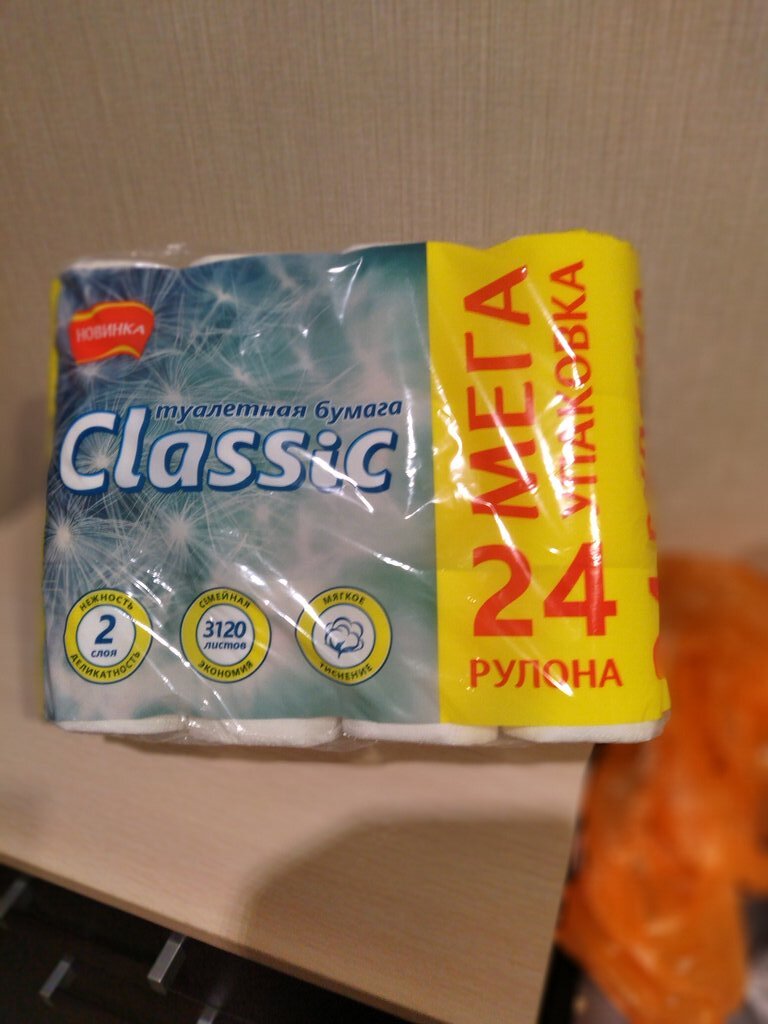 НОВИНКА
туалетная бумага
Classic
НЕЖНОСТЬ
2
слоя
ДЕЛИКАТНОСТЬ
СЕМЕЙНАЯ
3120
листов
ЭКОНОМИЯ
МЯГКОЕ
ТИСНЕНИЕ
МЕГА
УПАКОВКА
24
РУЛОНА